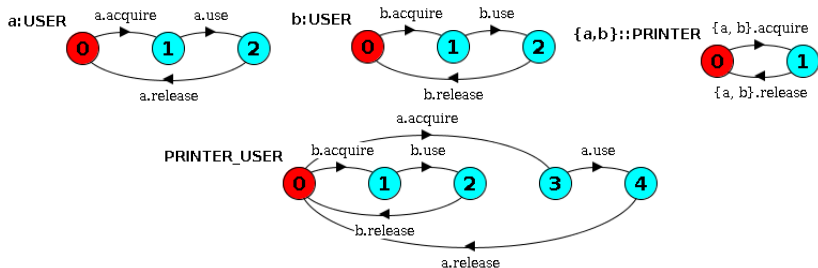 a:USER
a.acquire
a.use
0
1
2
a.release
b:USER
b.acquire
b.use
0
1
2
b.release
{a,b}::PRINTER
{a, b}.acquire
0
1
{a, b}.release
PRINTER_USER
a.acquire
b.acquire
b.use
a.use
0
1
2
3
4
b.release
a.release